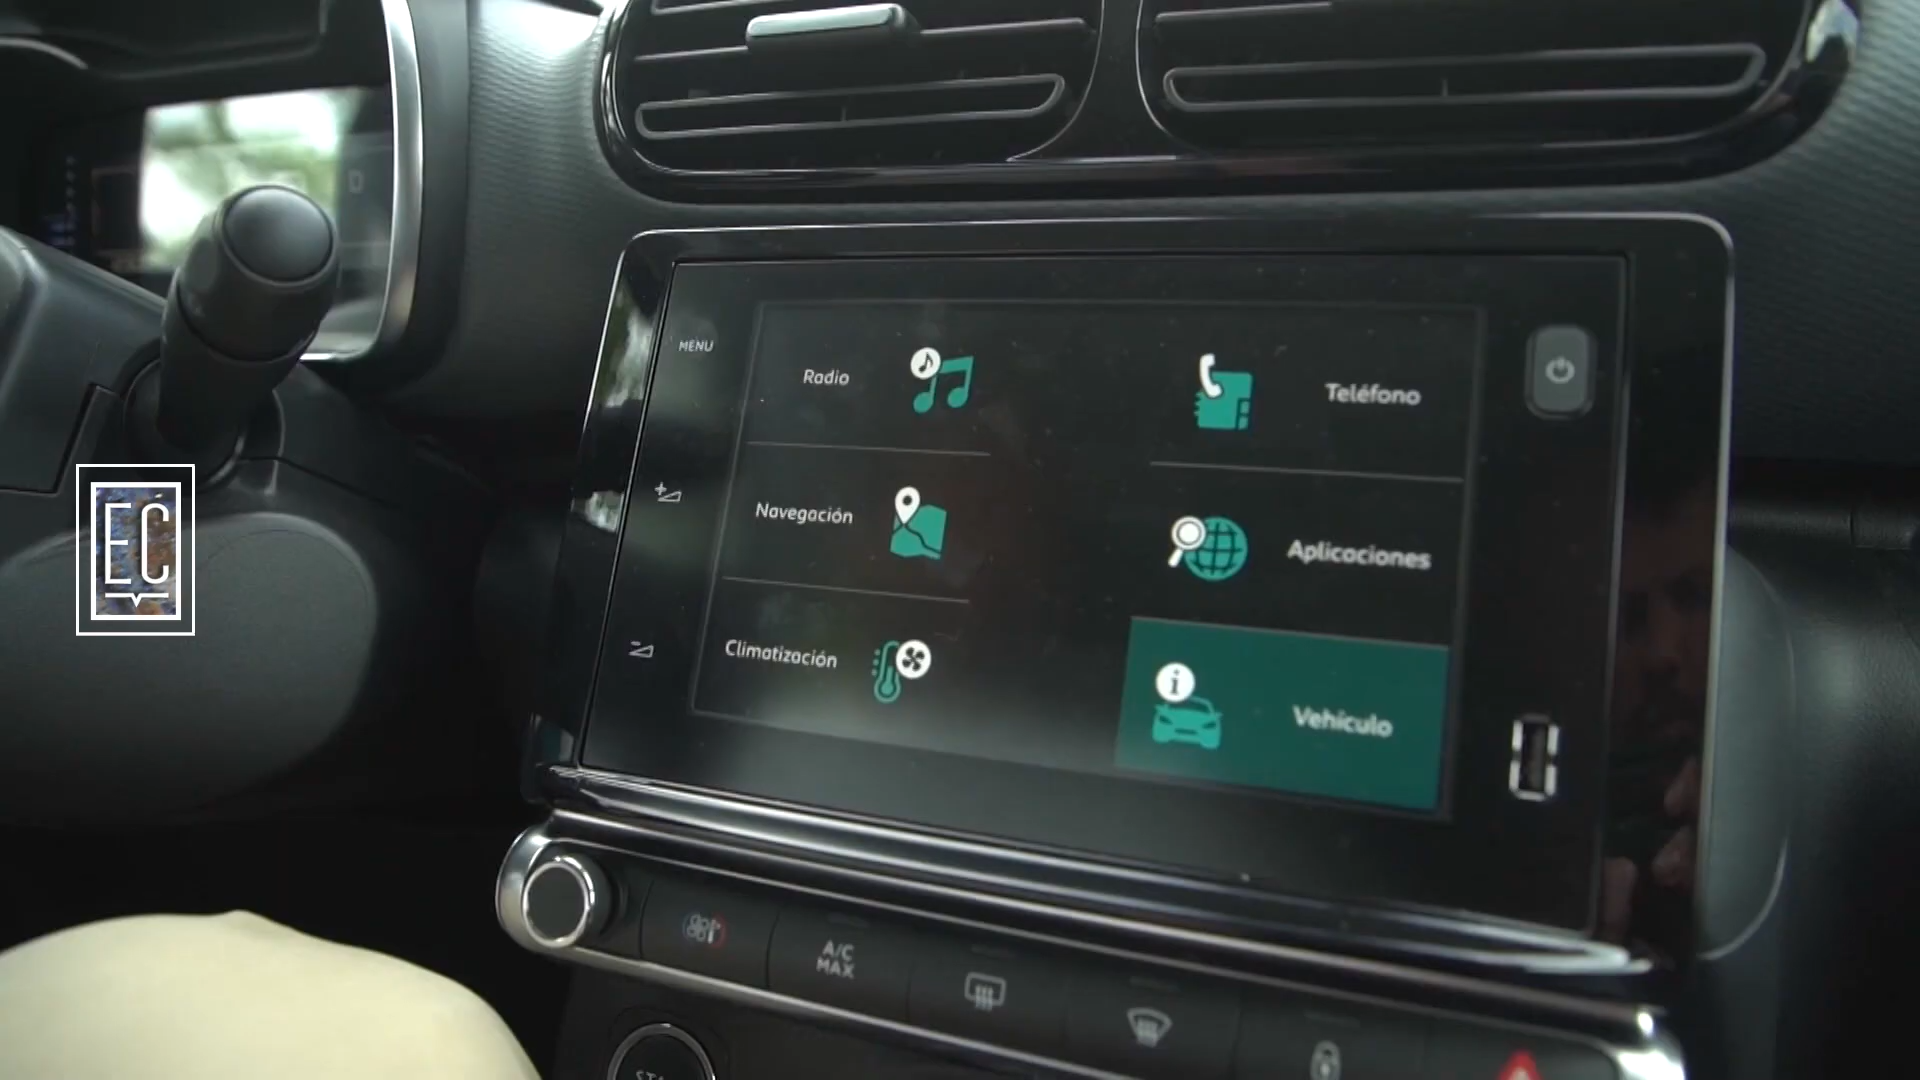 D
MENU
Radio
Teléfono
Navegación
Aplicaciones
Climatización
Vehículo
EC
A/C
MAX